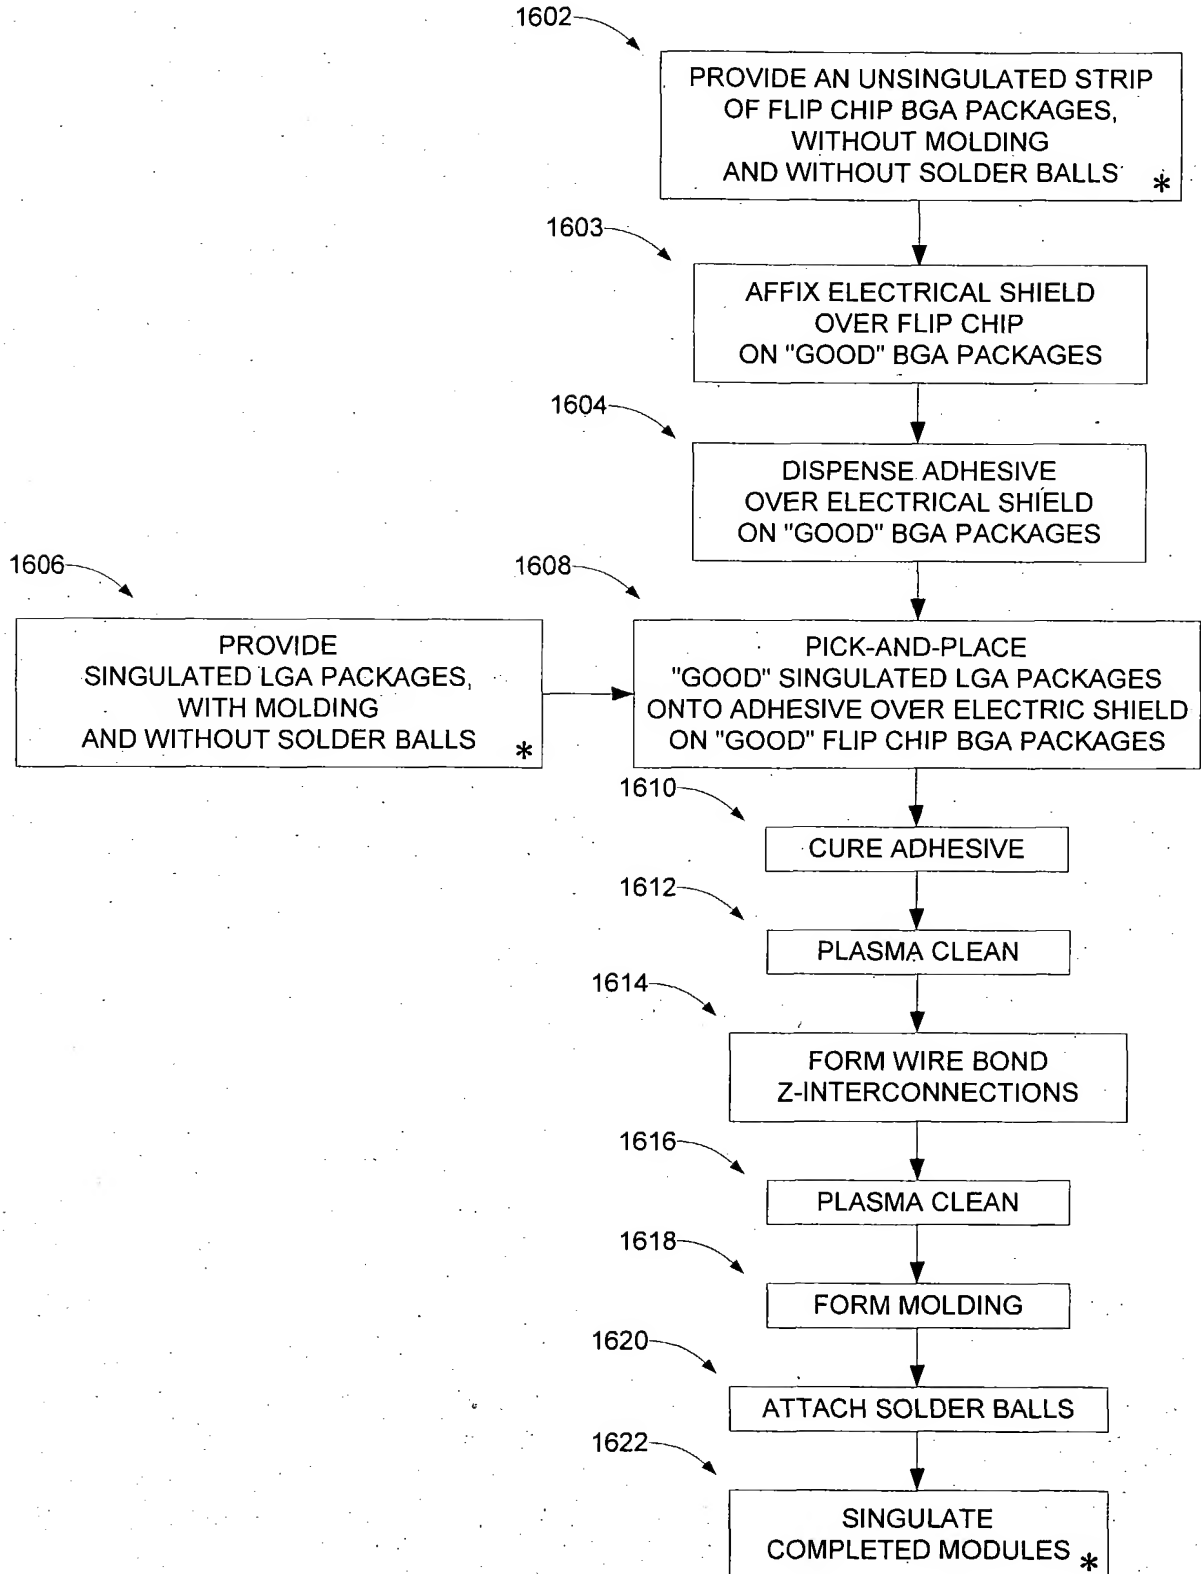 1602
PROVIDE AN UNSINGULATED STRIP
OF FLIP CHIP BGA PACKAGES,
WITHOUT MOLDING
AND WITHOUT SOLDER BALLS *
1603
AFFIX ELECTRICAL SHIELD
OVER FLIP CHIP
ON "GOOD" BGA PACKAGES
1604
DISPENSE ADHESIVE
OVER ELECTRICAL SHIELD
ON "GOOD" BGA PACKAGES
1606
PROVIDE
SINGULATED LGA PACKAGES,
WITH MOLDING
AND WITHOUT SOLDER BALLS *
1608
PICK-AND-PLACE
"GOOD" SINGULATED LGA PACKAGES
ONTO ADHESIVE OVER ELECTRIC SHIELD
ON "GOOD" FLIP CHIP BGA PACKAGES
1610
CURE ADHESIVE
1612
PLASMA CLEAN
1614
FORM WIRE BOND
Z-INTERCONNECTIONS
1616
PLASMA CLEAN
1618
FORM MOLDING
1620
ATTACH SOLDER BALLS
1622
SINGULATE
COMPLETED MODULES *